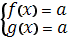 f(x) = a
g(x) = a